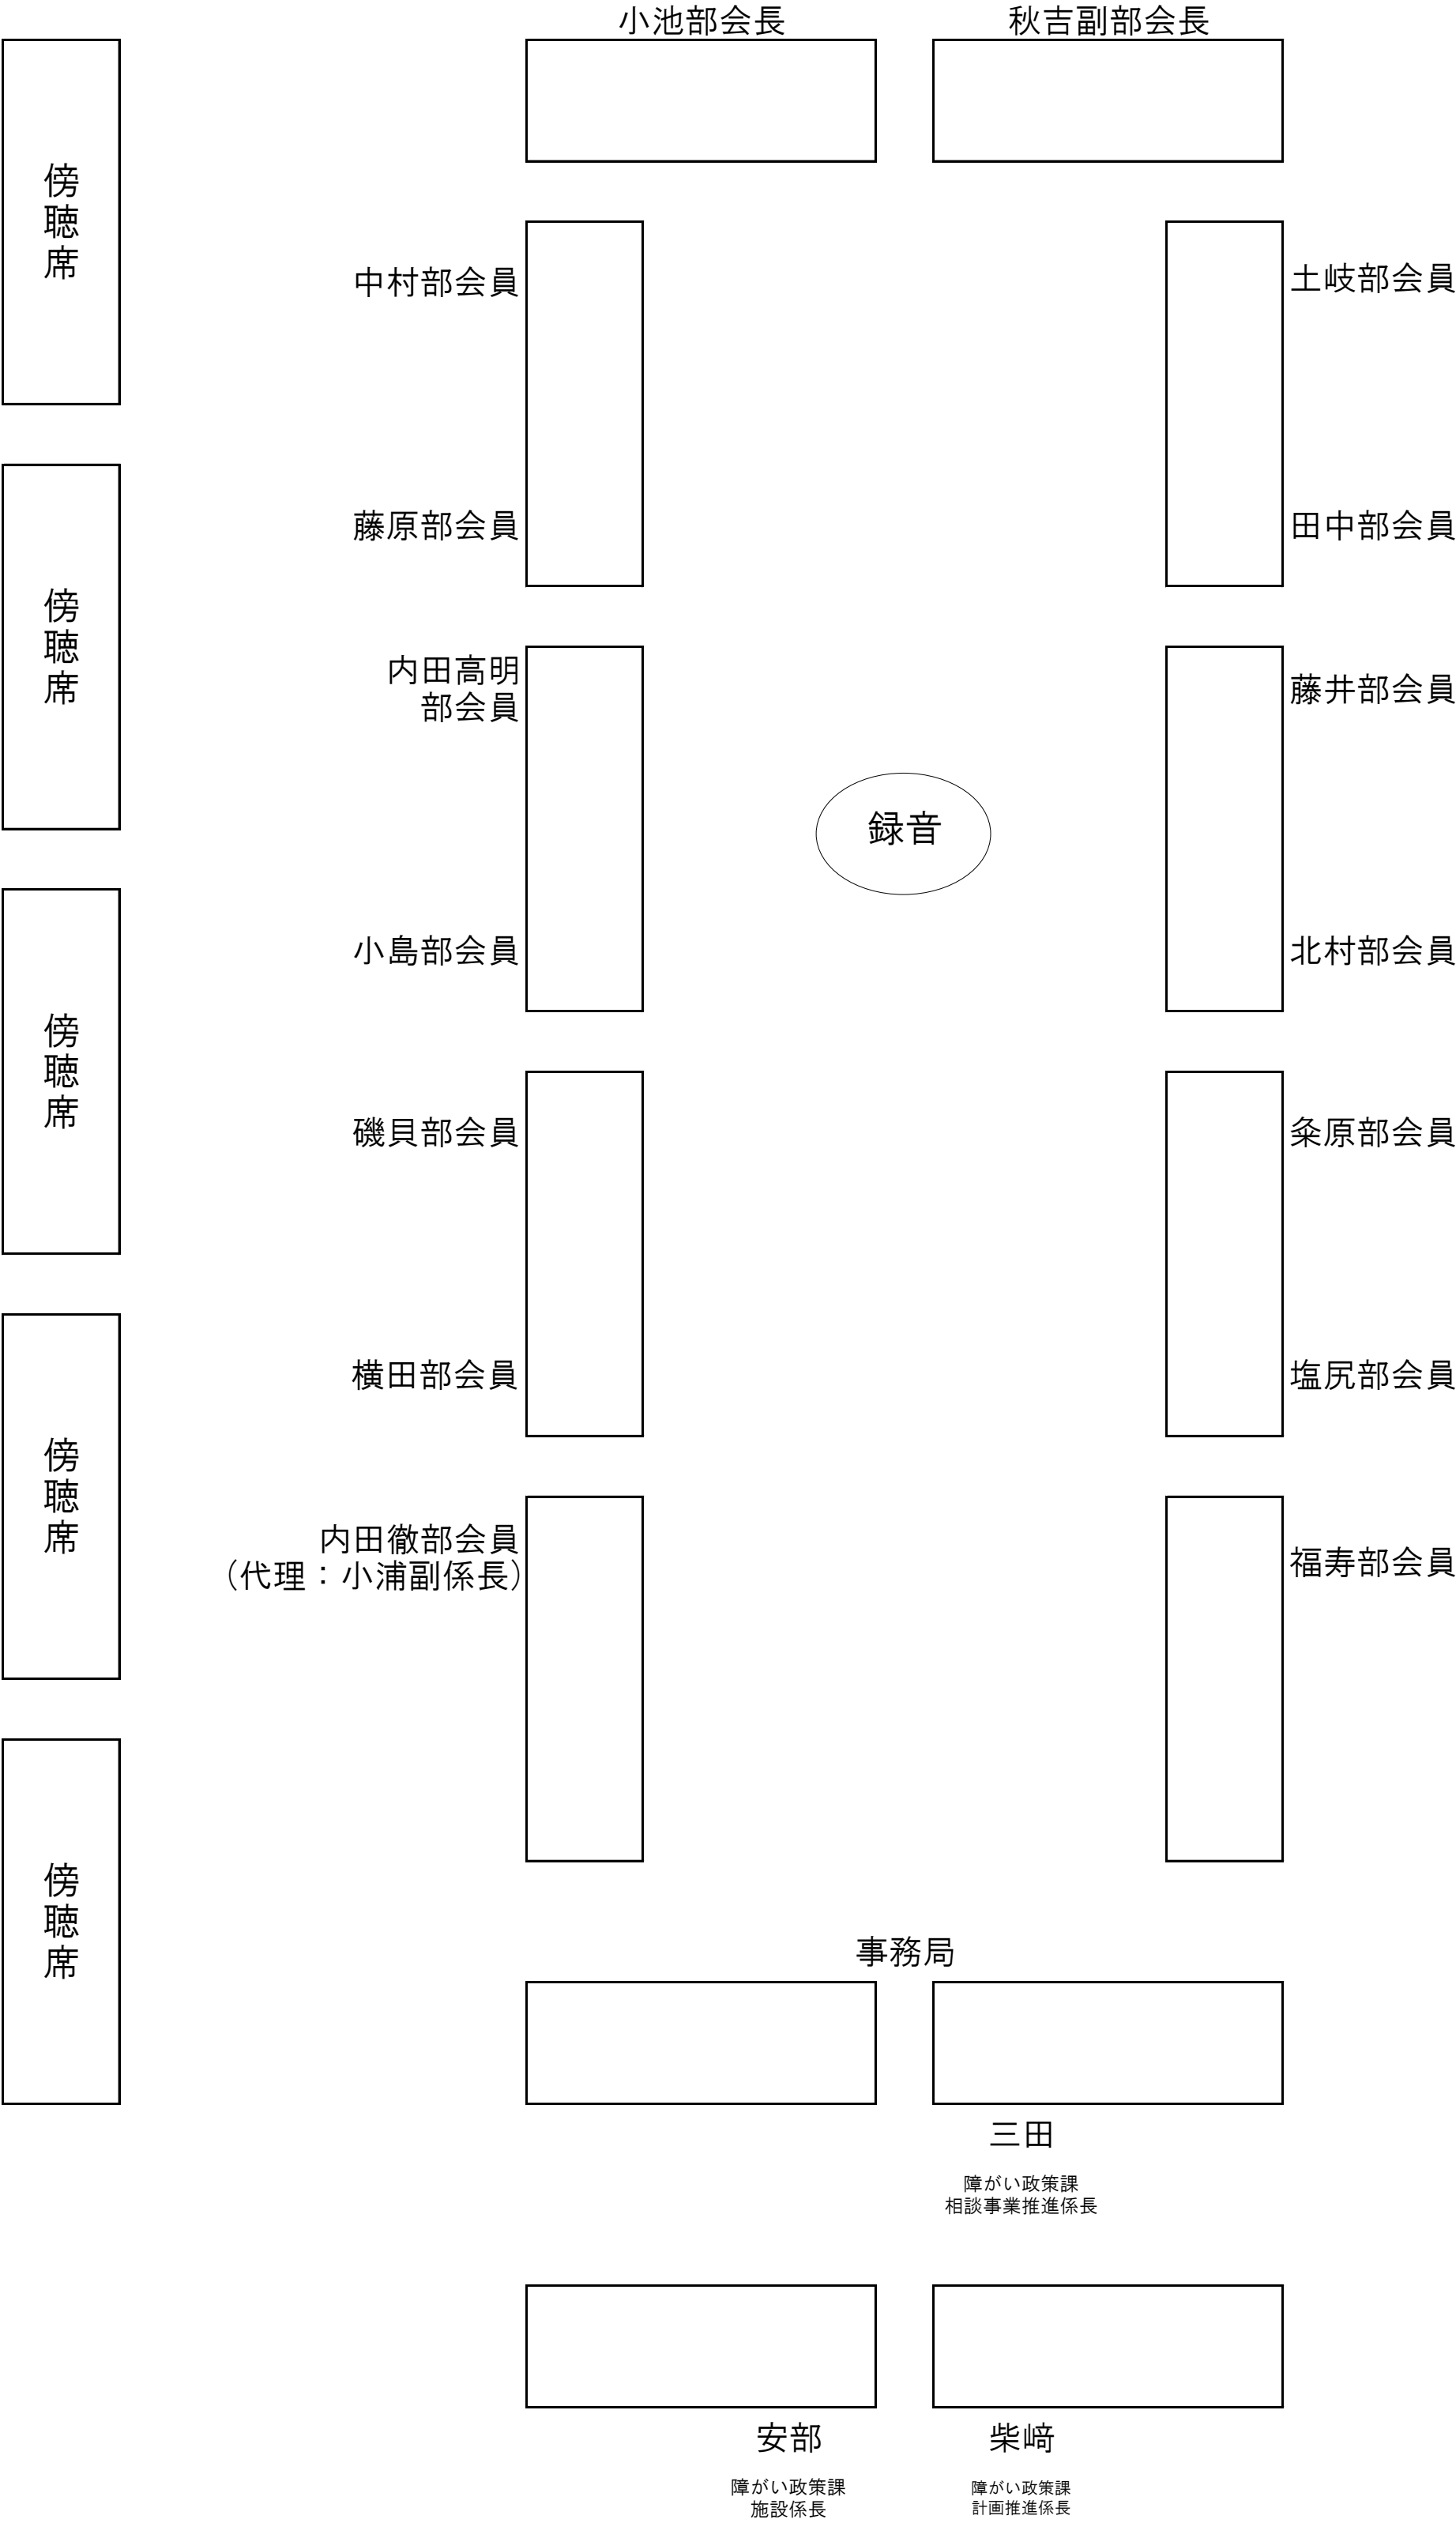 小池部会長
秋吉副部会長
傍聴席
中村部会員
土岐部会員
藤原部会員
田中部会員
傍聴席
内田高明
部会員
藤井部会員
録音
小島部会員
北村部会員
傍聴席
磯貝部会員
粂原部会員
横田部会員
塩尻部会員
傍聴席
内田徹部会員
（代理：小浦副係長）
福寿部会員
傍聴席
事務局
三田
障がい政策課
相談事業推進係長
安部
障がい政策課
施設係長
柴﨑
障がい政策課
計画推進係長